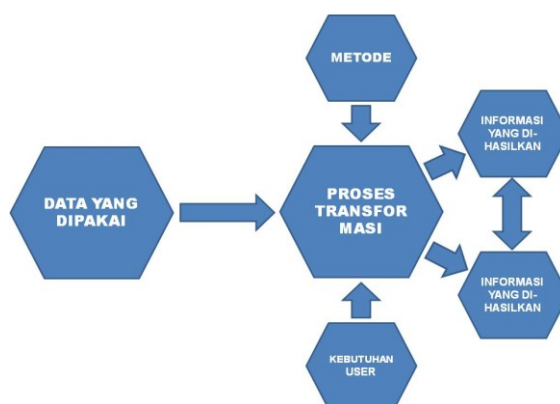 METODE
INFORMASI
YANG DI-
HASILKAN
DATA YANG
DIPAKAI
PROSES
TRANSFOR
MASI
INFORMASI
YANG DI-
HASILKAN
KEBUTUHAN
USER